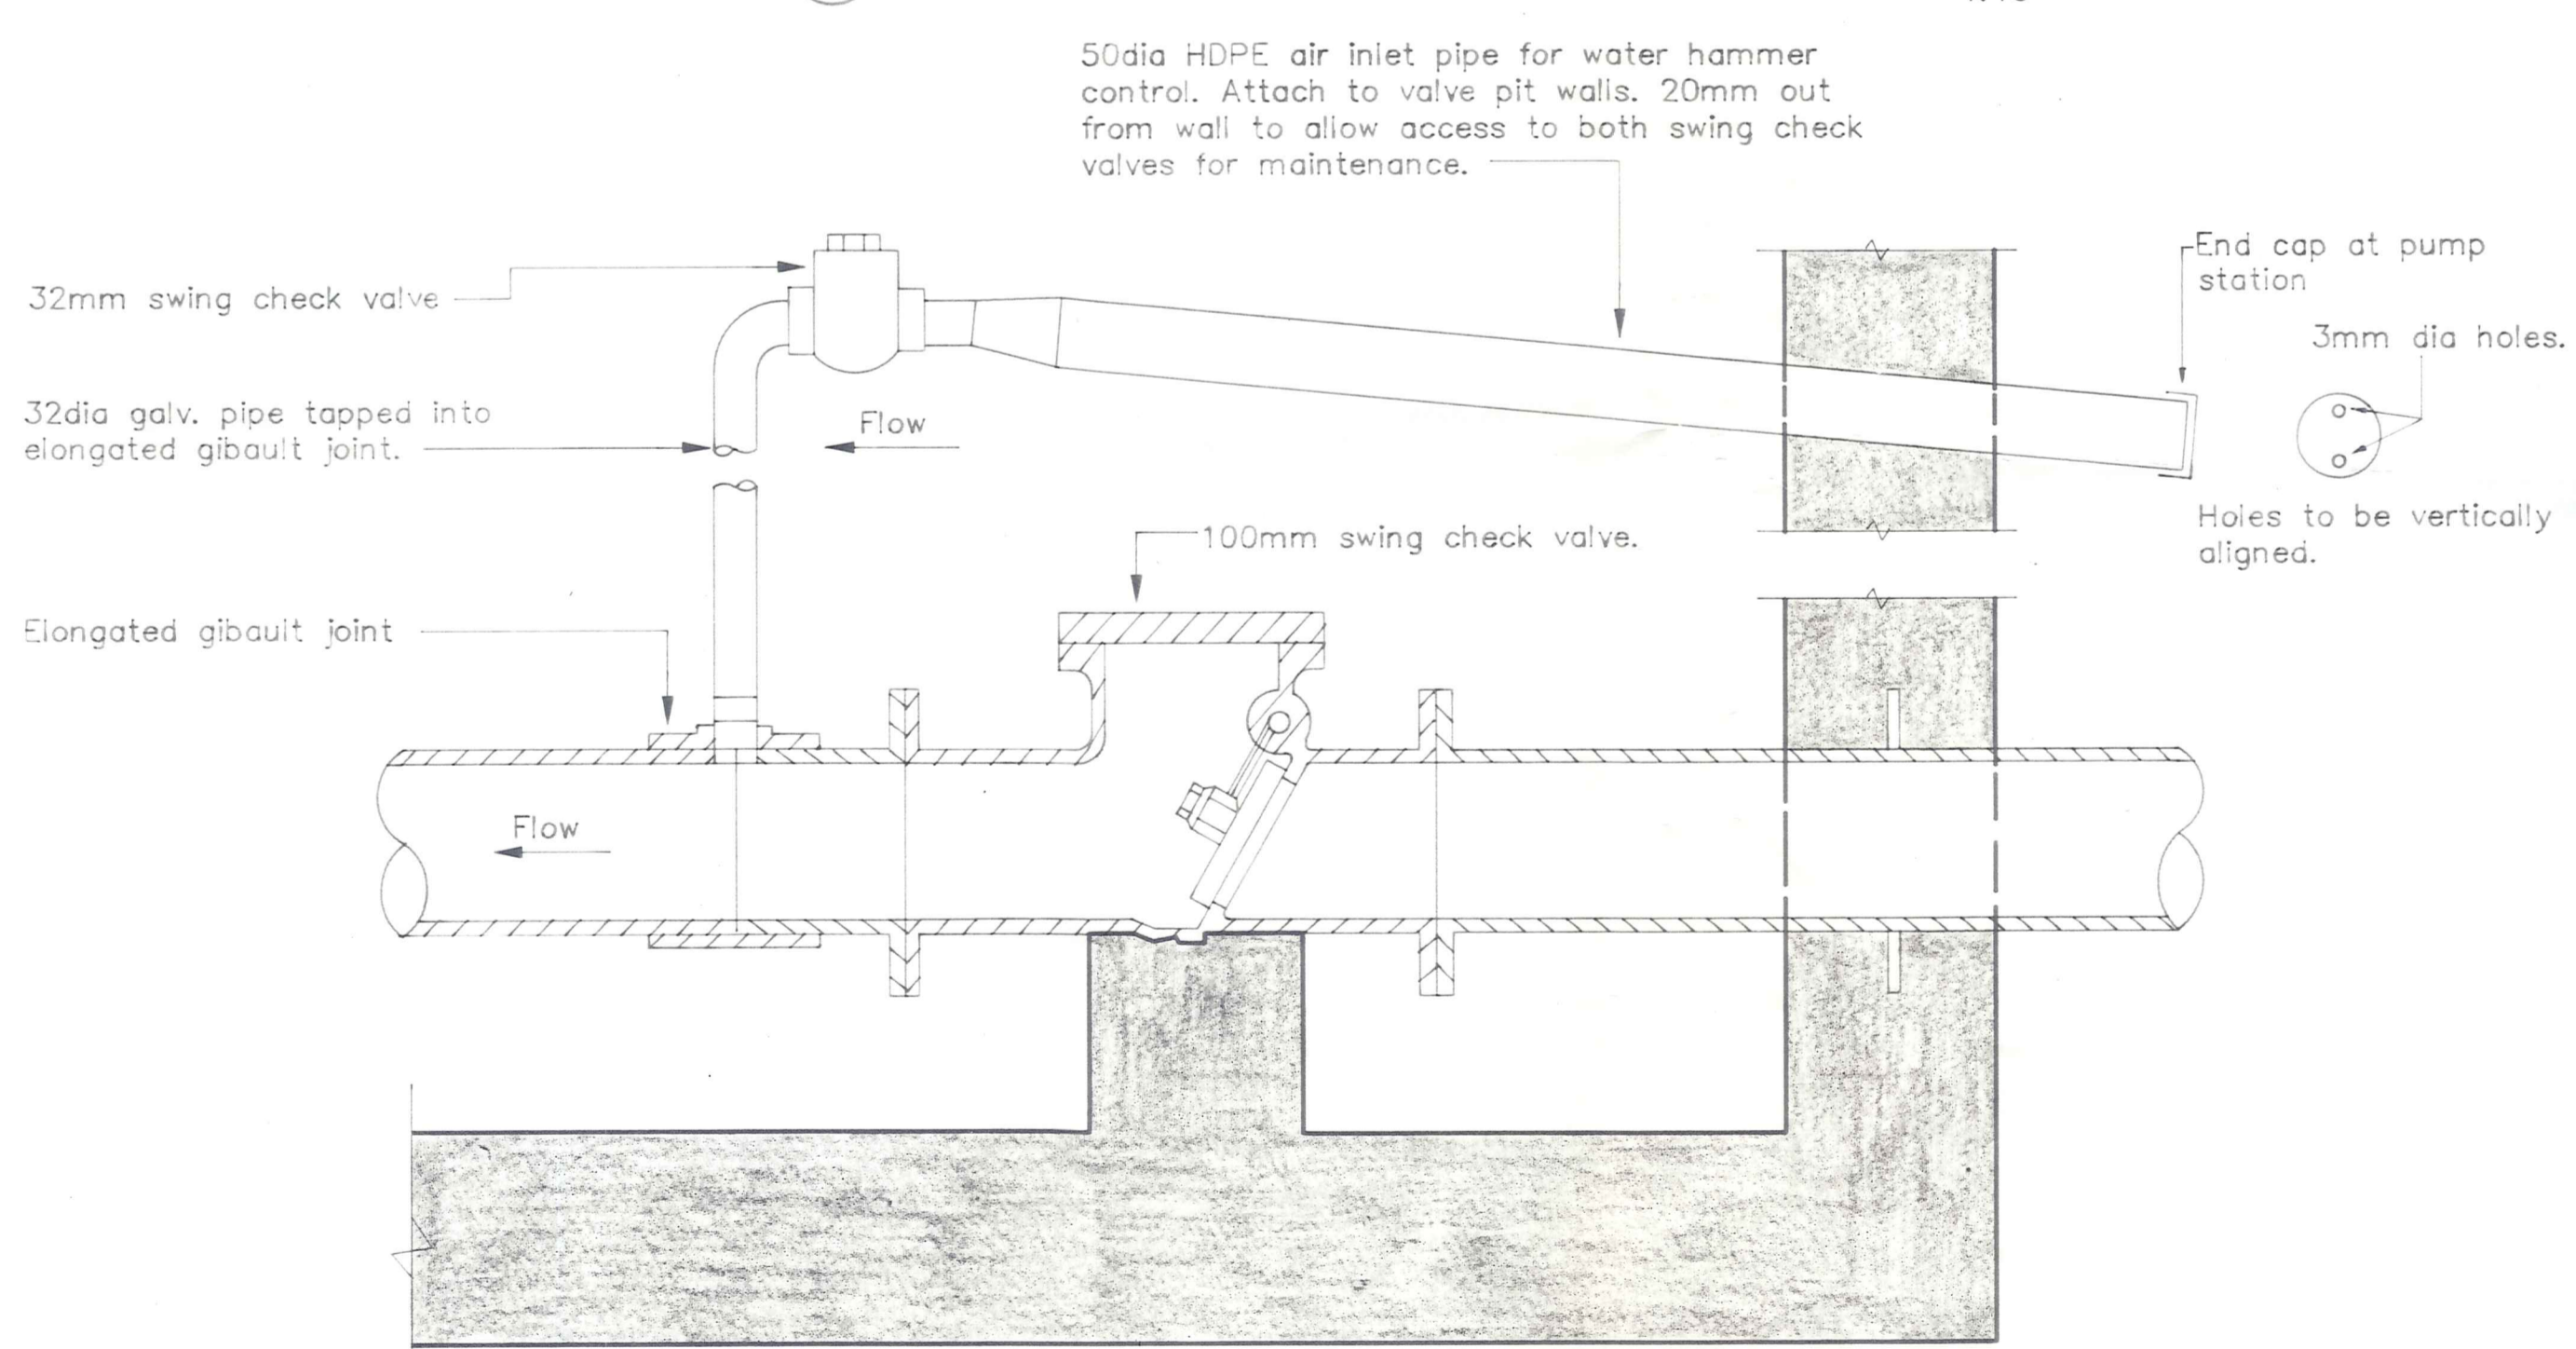 50dia HDPE air inlet pipe for water hammer
control. Attach to valve pit walls. 20mm out
from wall to allow access to both swing check
valves for maintenance.
End cap at pump
station
32mm swing check valve
3mm dia holes.
32dia galv. pipe tapped into
elongated gibault joint.
Flow
Holes to be vertically
aligned.
100mm swing check valve.
Elongated gibault joint
Flow